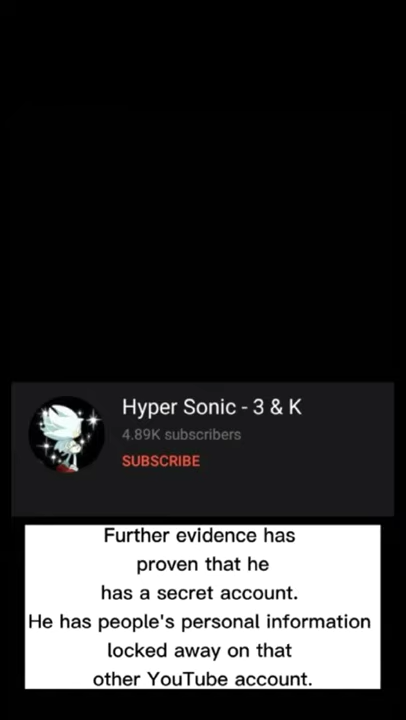 Hyper Sonic - 3 & K
4.89K subscribers
SUBSCRIBE
Further evidence has
proven that he
has a secret account.
He has people's personal information
locked away on that
other YouTube account.